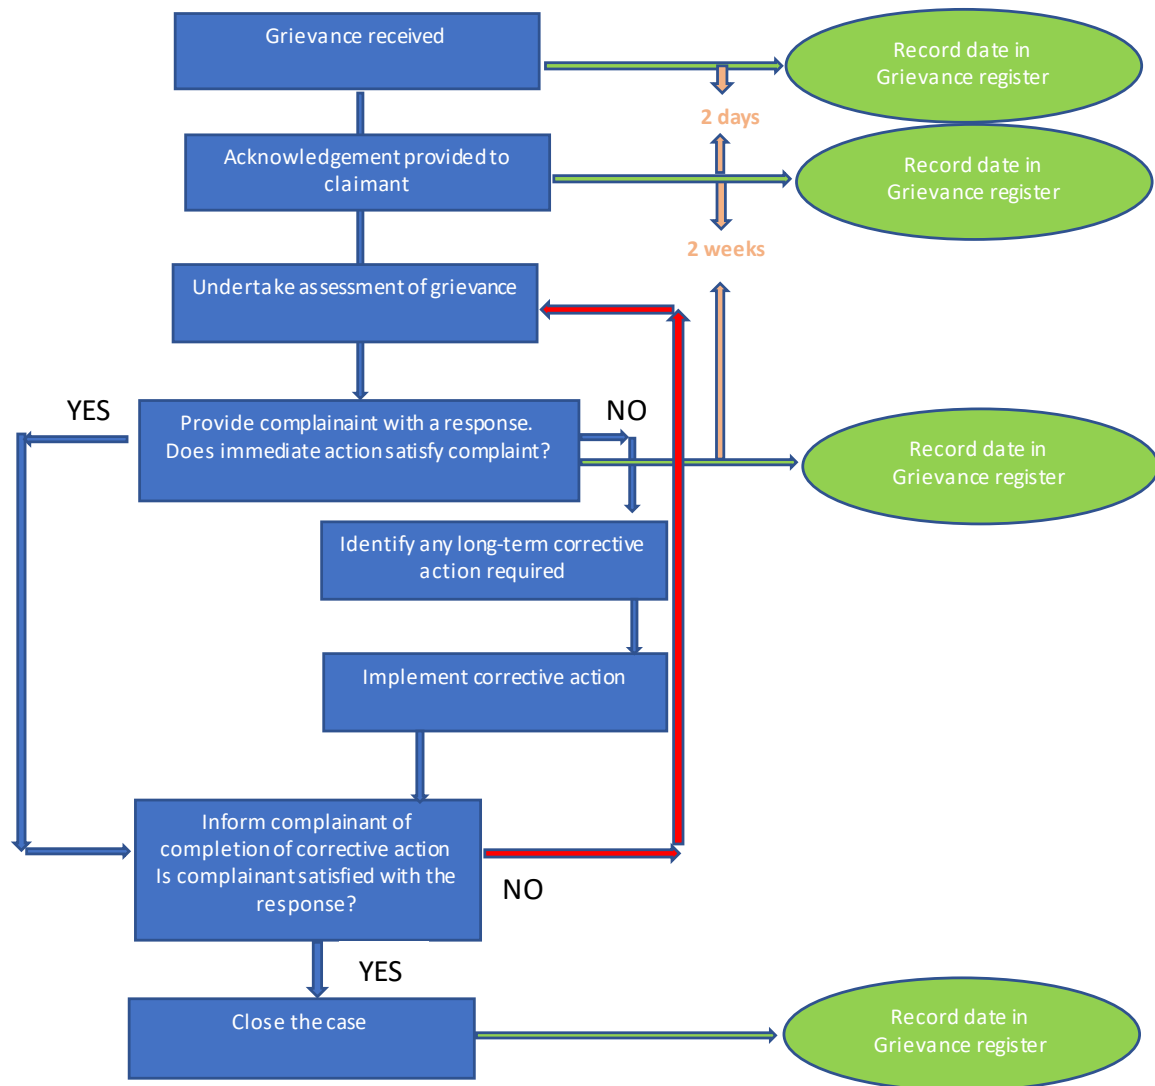 Grievance received
Record date in
Grievance register
2 days
Acknowledgement provided to
claimant
Record date in
Grievance register
2 weeks
Undertake assessment of grievance
YES
Provide complainaint with a response.
Does immediate action satisfy complaint?
NO
Record date in
Grievance register
Identify any long-term corrective
action required
Implement corrective action
Inform complainant of
completion of corrective action
Is complainant satisfied with the
response?
NO
YES
Close the case
Record date in
Grievance register